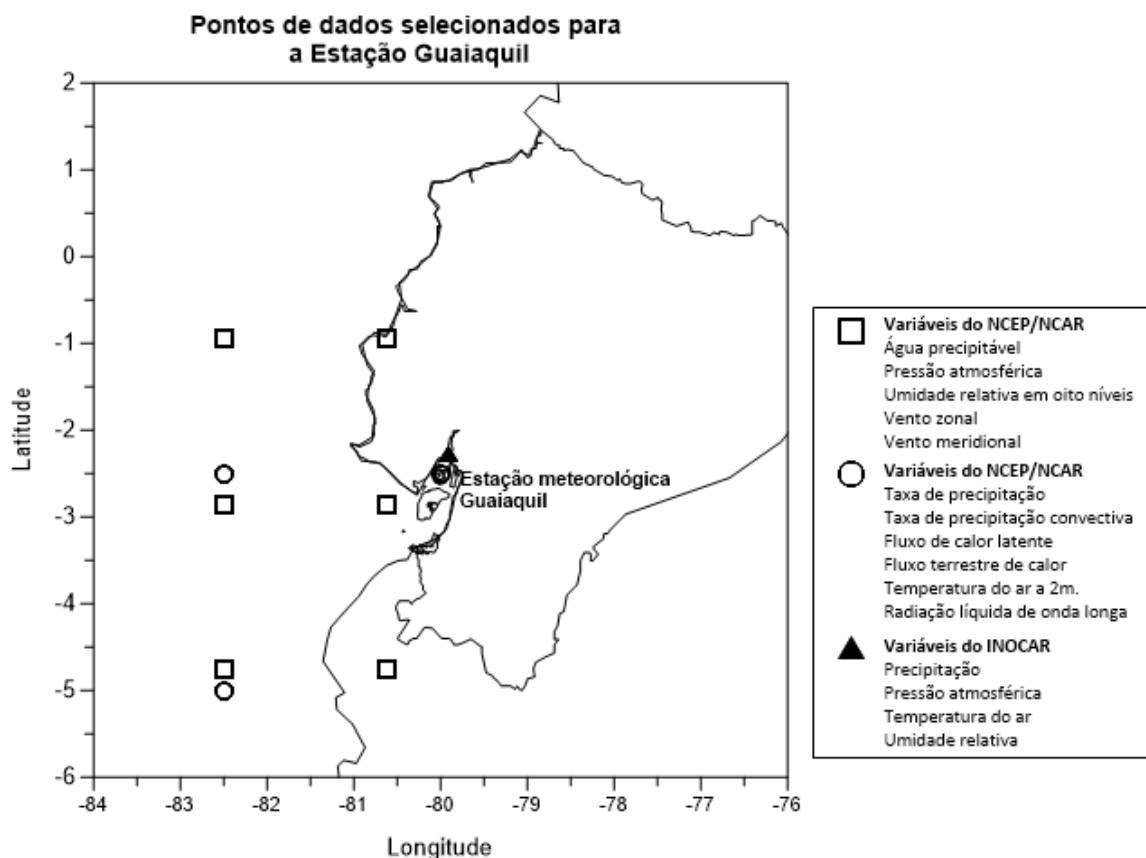 Pontos de dados selecionados para
a Estação Guaiaquil
2
1
0
-1
-2
-3
-4
-5
-6
Latitude
Estação meteorológica
Guaiaquil
-84
-83
-82
-81
-80
-79
-78
-77
-76
Longitude
Variáveis do NCEP/NCAR
Água precipitável
Pressão atmosférica
Umidade relativa em oito níveis
Vento zonal
Vento meridional
Variáveis do NCEP/NCAR
Taxa de precipitação
Taxa de precipitação convectiva
Fluxo de calor latente
Fluxo terrestre de calor
Temperatura do ar a 2m.
Radiação líquida de onda longa
Variáveis do INOCAR
Precipitação
Pressão atmosférica
Temperatura do ar
Umidade relativa